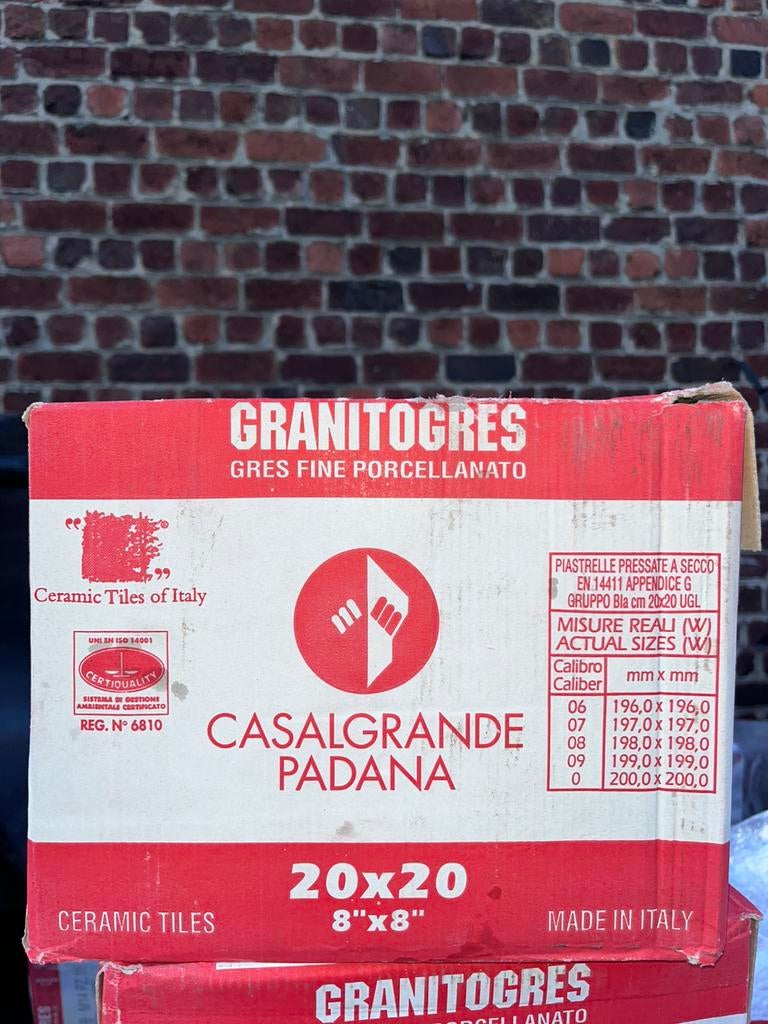 GRANITOGRES
GRES FINE PORCELLANATO
"
®
"
Ceramic Tiles of Italy
UNI EN ISO 14001
CERTIQUALITY
SISTEMA DI GESTIONE
AMBIENTALE CERTIFICATO
REG. N° 6810
CASALGRANDE
PADANA
PIASTRELLE PRESSATE A SECCO
EN 14411 APPENDICE G
GRUPPO BIa cm 20x20 UGL
MISURE REALI (W)
ACTUAL SIZES (W)
Calibro
Caliber
mm x mm
06 196,0 x 196,0
07 197,0 x 197,0
08 198,0 x 198,0
09 199,0 x 199,0
0 200,0 x 200,0
20x20
8"x8"
CERAMIC TILES
MADE IN ITALY
GRANITOGRES
PORCELLANATO